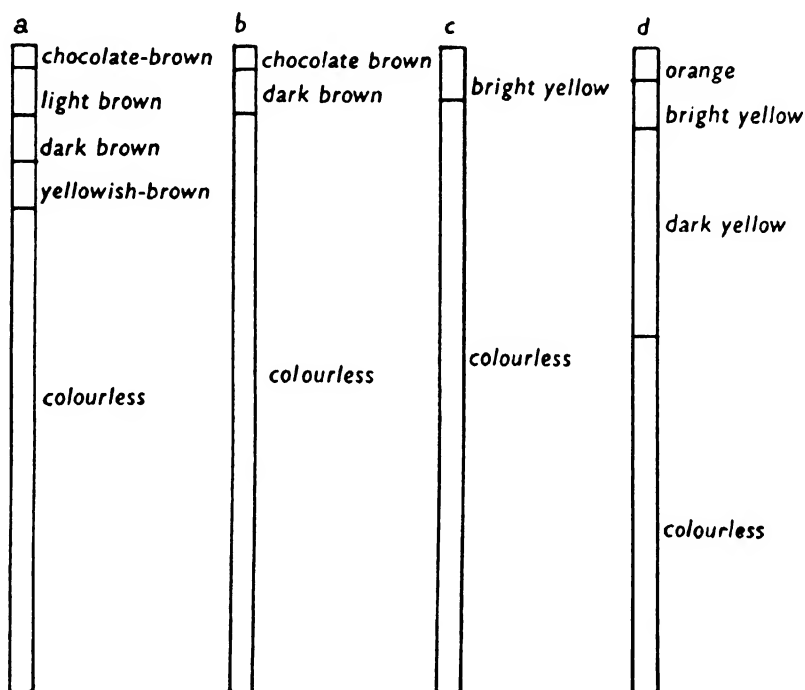 a
chocolate-brown
light brown
dark brown
yellowish-brown
colourless
b
chocolate brown
dark brown
colourless
c
bright yellow
colourless
d
orange
bright yellow
dark yellow
colourless